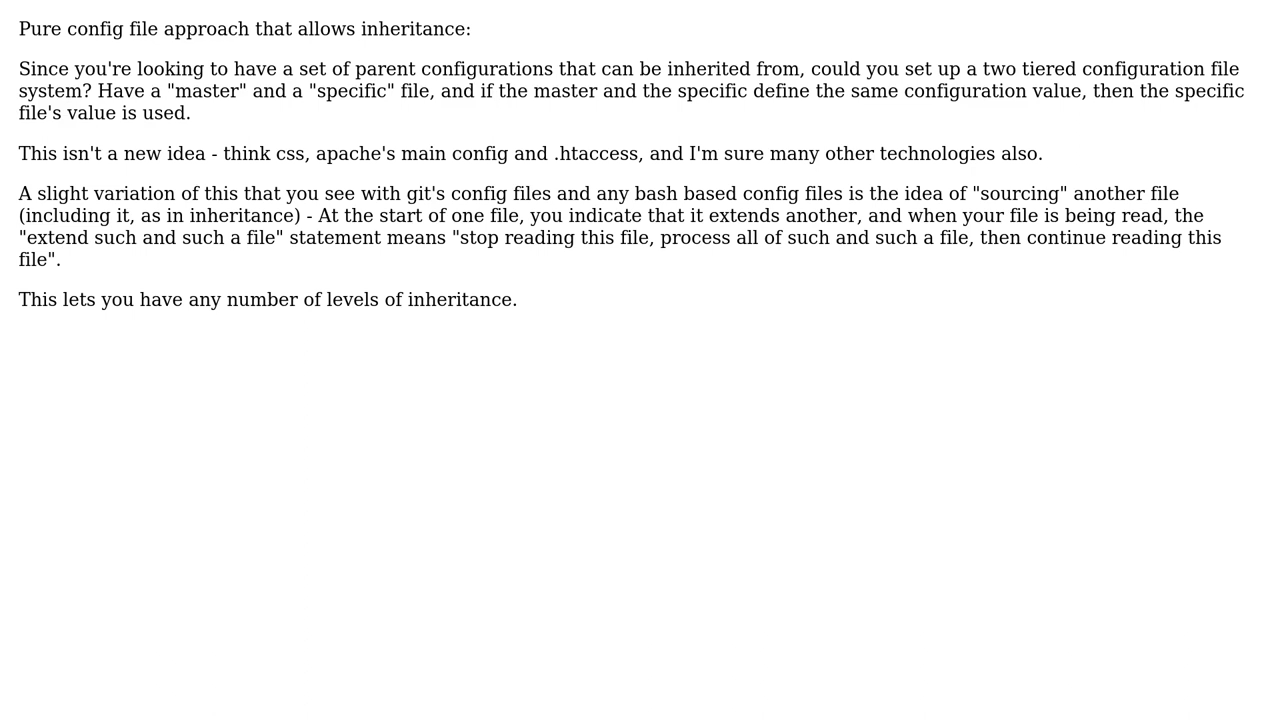 Pure config file approach that allows inheritance:
Since you're looking to have a set of parent configurations that can be inherited from, could you set up a two tiered configuration file
system? Have a "master" and a "specific" file, and if the master and the specific define the same configuration value, then the specific
file's value is used.
This isn't a new idea - think css, apache's main config and .htaccess, and I'm sure many other technologies also.
A slight variation of this that you see with git's config files and any bash based config files is the idea of "sourcing" another file
(including it, as in inheritance) - At the start of one file, you indicate that it extends another, and when your file is being read, the
"extend such and such a file" statement means "stop reading this file, process all of such and such a file, then continue reading this
file".
This lets you have any number of levels of inheritance.